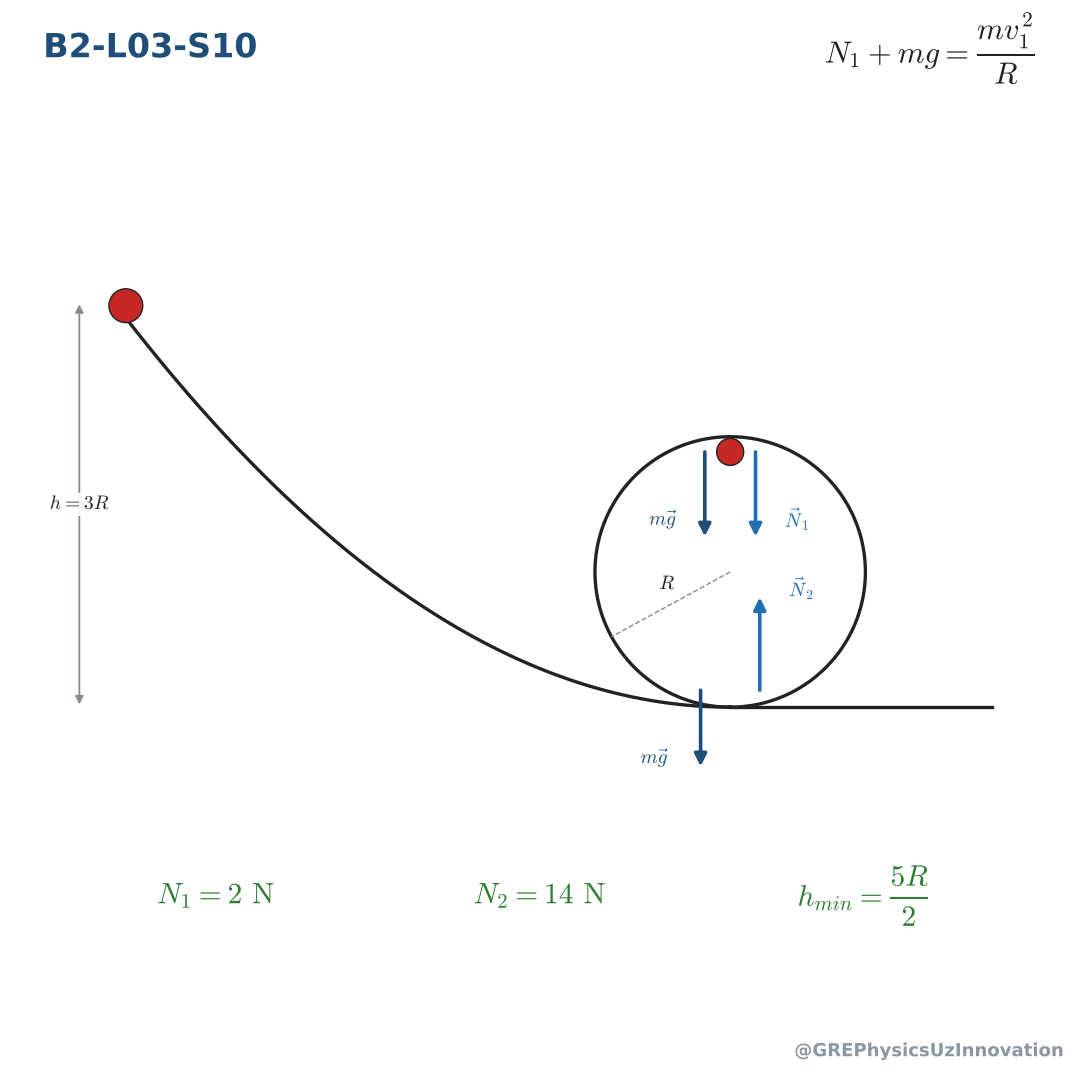 B2-L03-S10
N₁ + mg = mv₁²/R
h = 3R
mg⃗
N⃗₁
R
N⃗₂
mg⃗
N₁ = 2 N
N₂ = 14 N
h_min = 5R/2
@GREPhysicsUzInnovation